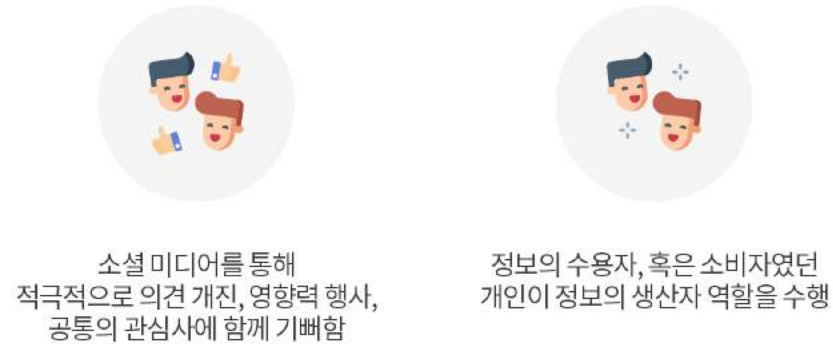 소셜 미디어를 통해
적극적으로 의견 개진, 영향력 행사,
공통의 관심사에 함께 기뻐함
정보의 수용자, 혹은 소비자였던
개인이 정보의 생산자 역할을 수행